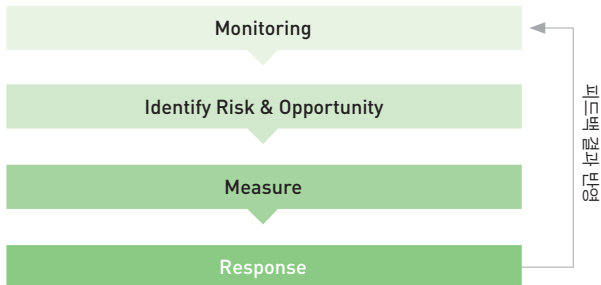 Monitoring
Identify Risk & Opportunity
Measure
Response
피드백 결과 반영